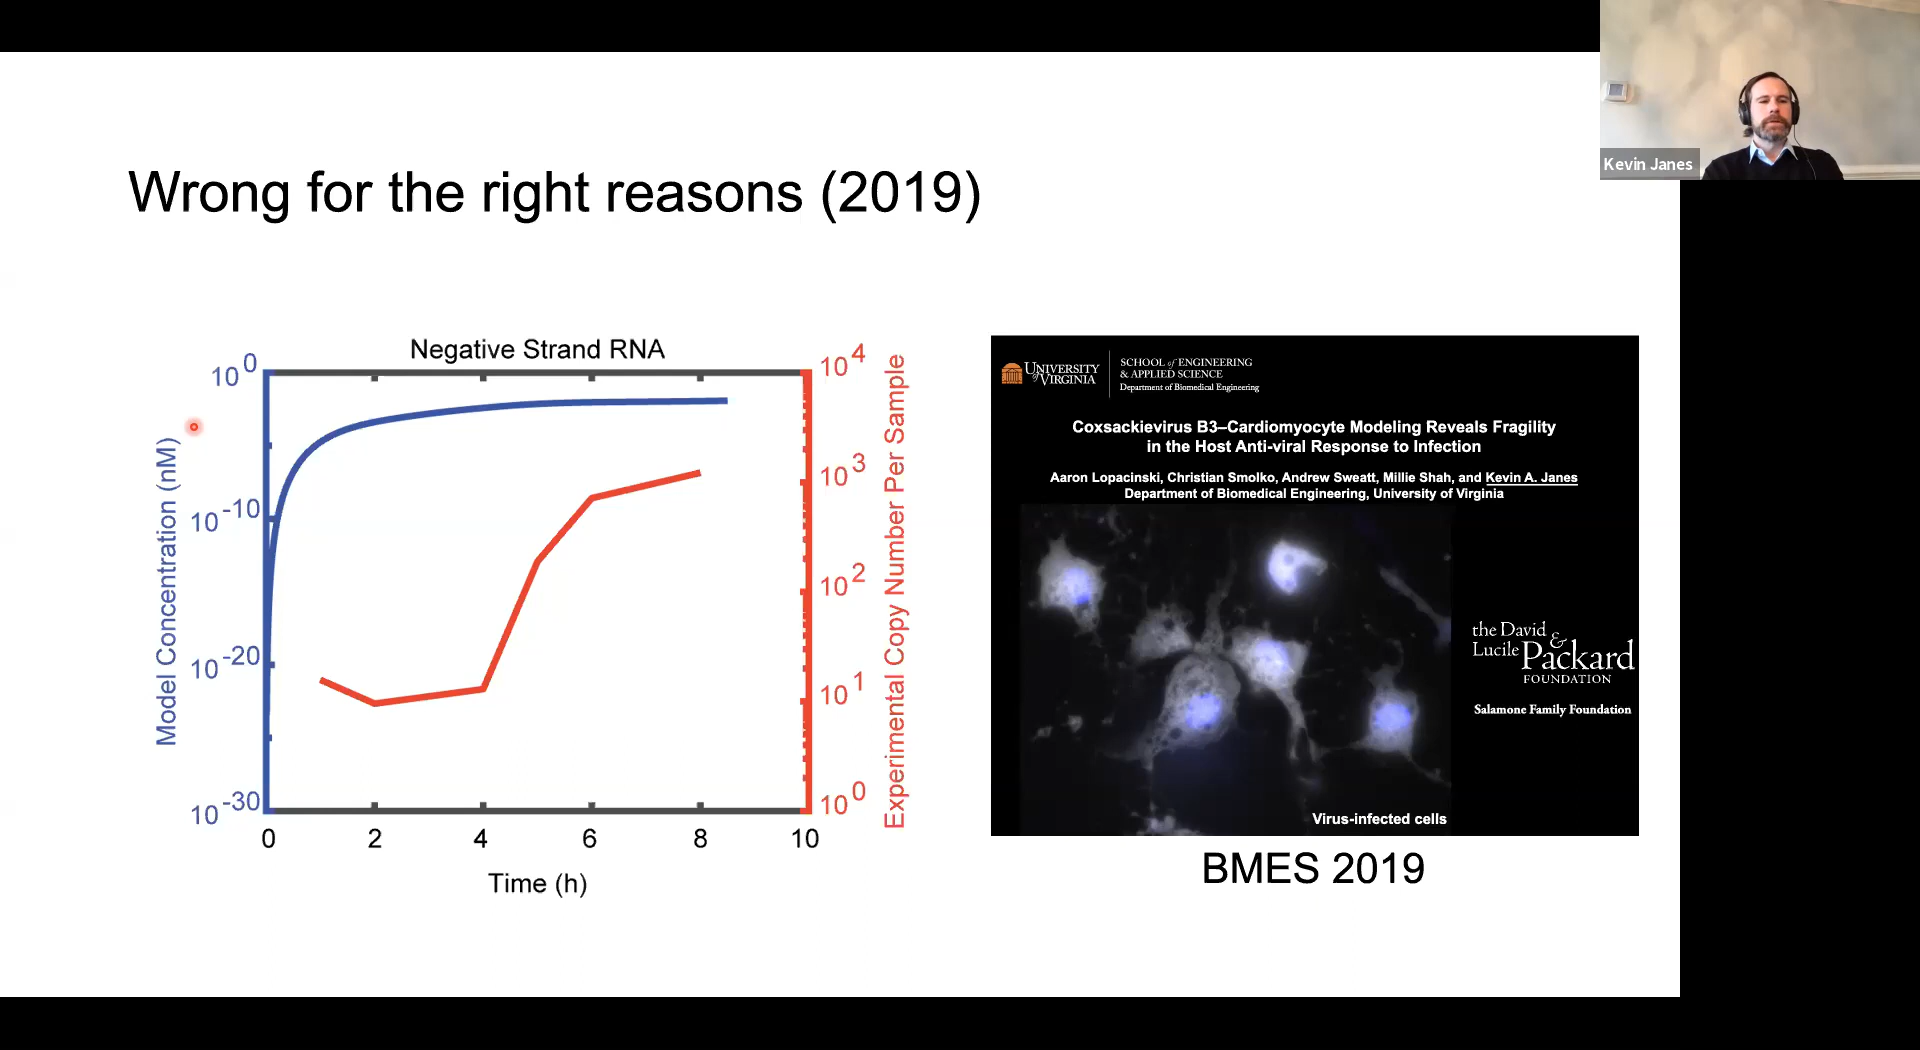 Kevin Janes
Wrong for the right reasons (2019)
Negative Strand RNA
Model Concentration (nM)
10^0
10^-10
10^-20
10^-30
0 2 4 6 8 10
Time (h)
10^4
10^3
10^2
10^1
10^0
Experimental Copy Number Per Sample
UNIVERSITY
of VIRGINIA
SCHOOL of ENGINEERING
& APPLIED SCIENCE
Department of Biomedical Engineering
Coxsackievirus B3–Cardiomyocyte Modeling Reveals Fragility
in the Host Anti-viral Response to Infection
Aaron Lopacinski, Christian Smolko, Andrew Sweatt, Millie Shah, and Kevin A. Janes
Department of Biomedical Engineering, University of Virginia
the David &
Lucile Packard
FOUNDATION
Salamone Family Foundation
Virus-infected cells
BMES 2019